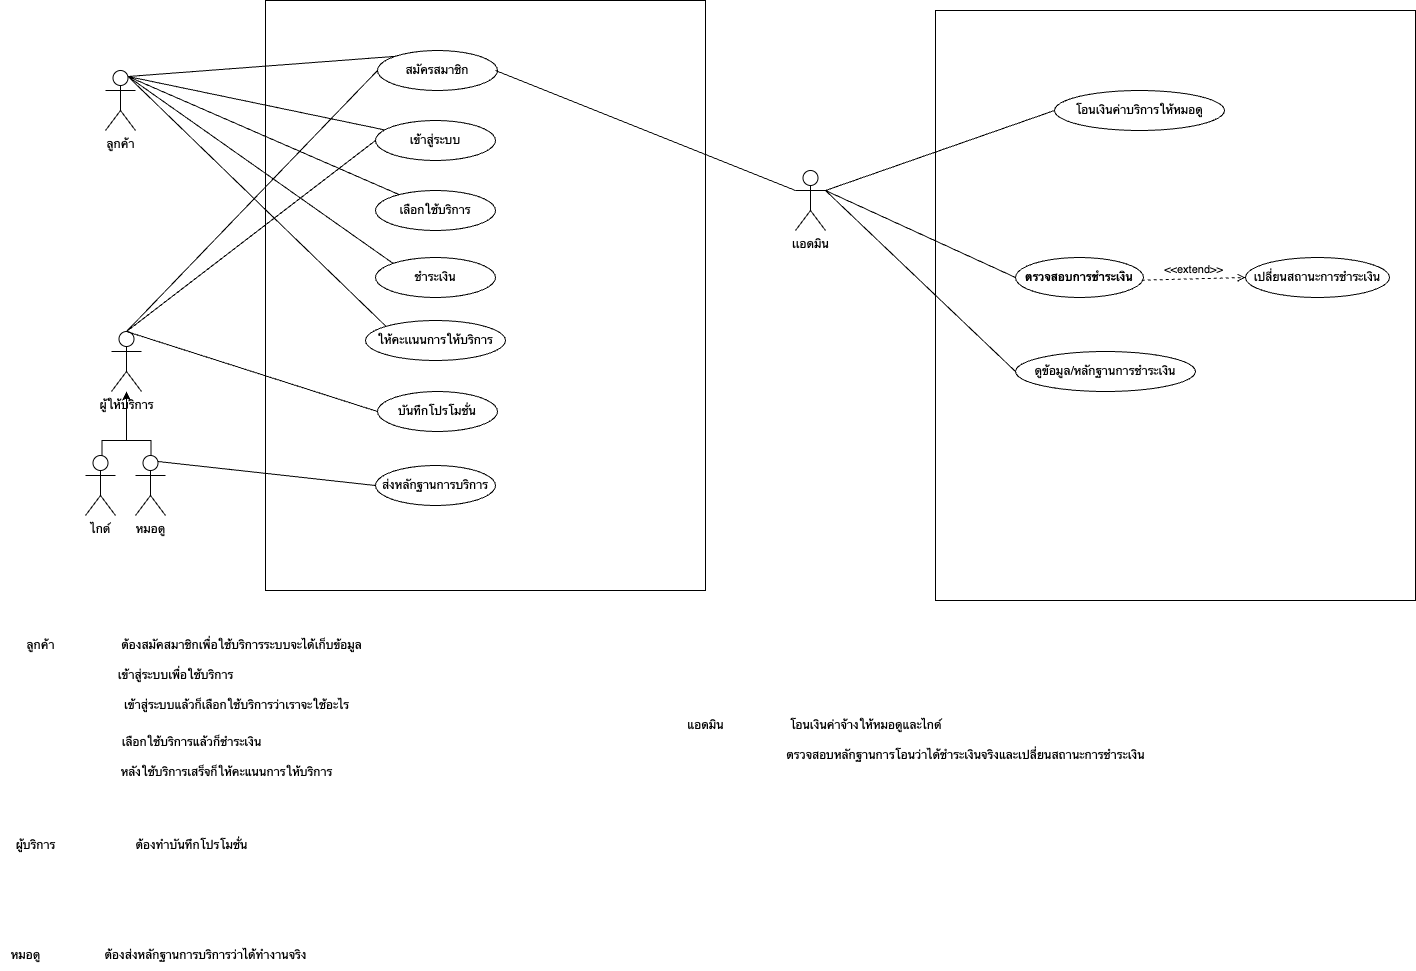 สมัครสมาชิก
ลูกค้า
เข้าสู่ระบบ
เลือกใช้บริการ
ชำระเงิน
ให้คะแนนการให้บริการ
ผู้ให้บริการ
บันทึกโปรโมชั่น
ส่งหลักฐานการบริการ
ไกด์
หมอดู
แอดมิน
โอนเงินค่าบริการให้หมอดู
ตรวจสอบการชำระเงิน
<<extend>>
เปลี่ยนสถานะการชำระเงิน
ดูข้อมูล/หลักฐานการชำระเงิน
ลูกค้า ต้องสมัคสมาชิกเพื่อใช้บริการระบบจะได้เก็บข้อมูล
เข้าสู่ระบบเพื่อใช้บริการ
เข้าสู่ระบบแล้วก็เลือกใช้บริการว่าเราจะใช้อะไร
เลือกใช้บริการแล้วก็ชำระเงิน
หลังใช้บริการเสร็จก็ให้คะแนนการให้บริการ
แอดมิน โอนเงินค่าจ้างให้หมอดูและไกด์
ตรวจสอบหลักฐานการโอนว่าได้ชำระเงินจริงและเปลี่ยนสถานะการชำระเงิน
ผู้บริการ ต้องทำบันทึกโปรโมชั่น
หมอดู ต้องส่งหลักฐานการบริการว่าได้ทำงานจริง